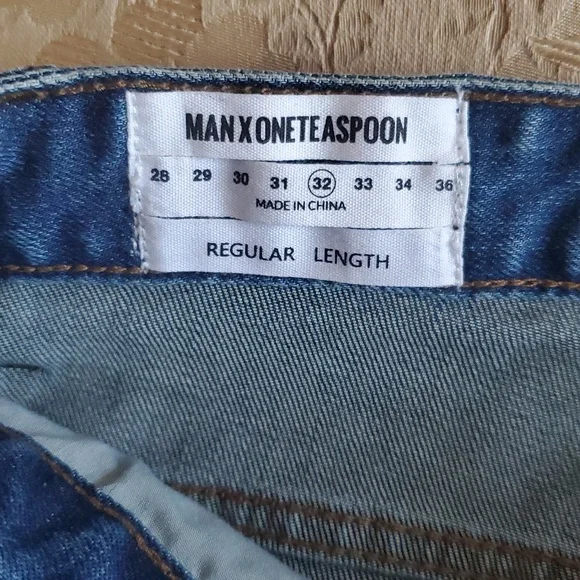 MANXONETEASPOON
28 29 30 31 32 33 34 36
MADE IN CHINA
REGULAR LENGTH